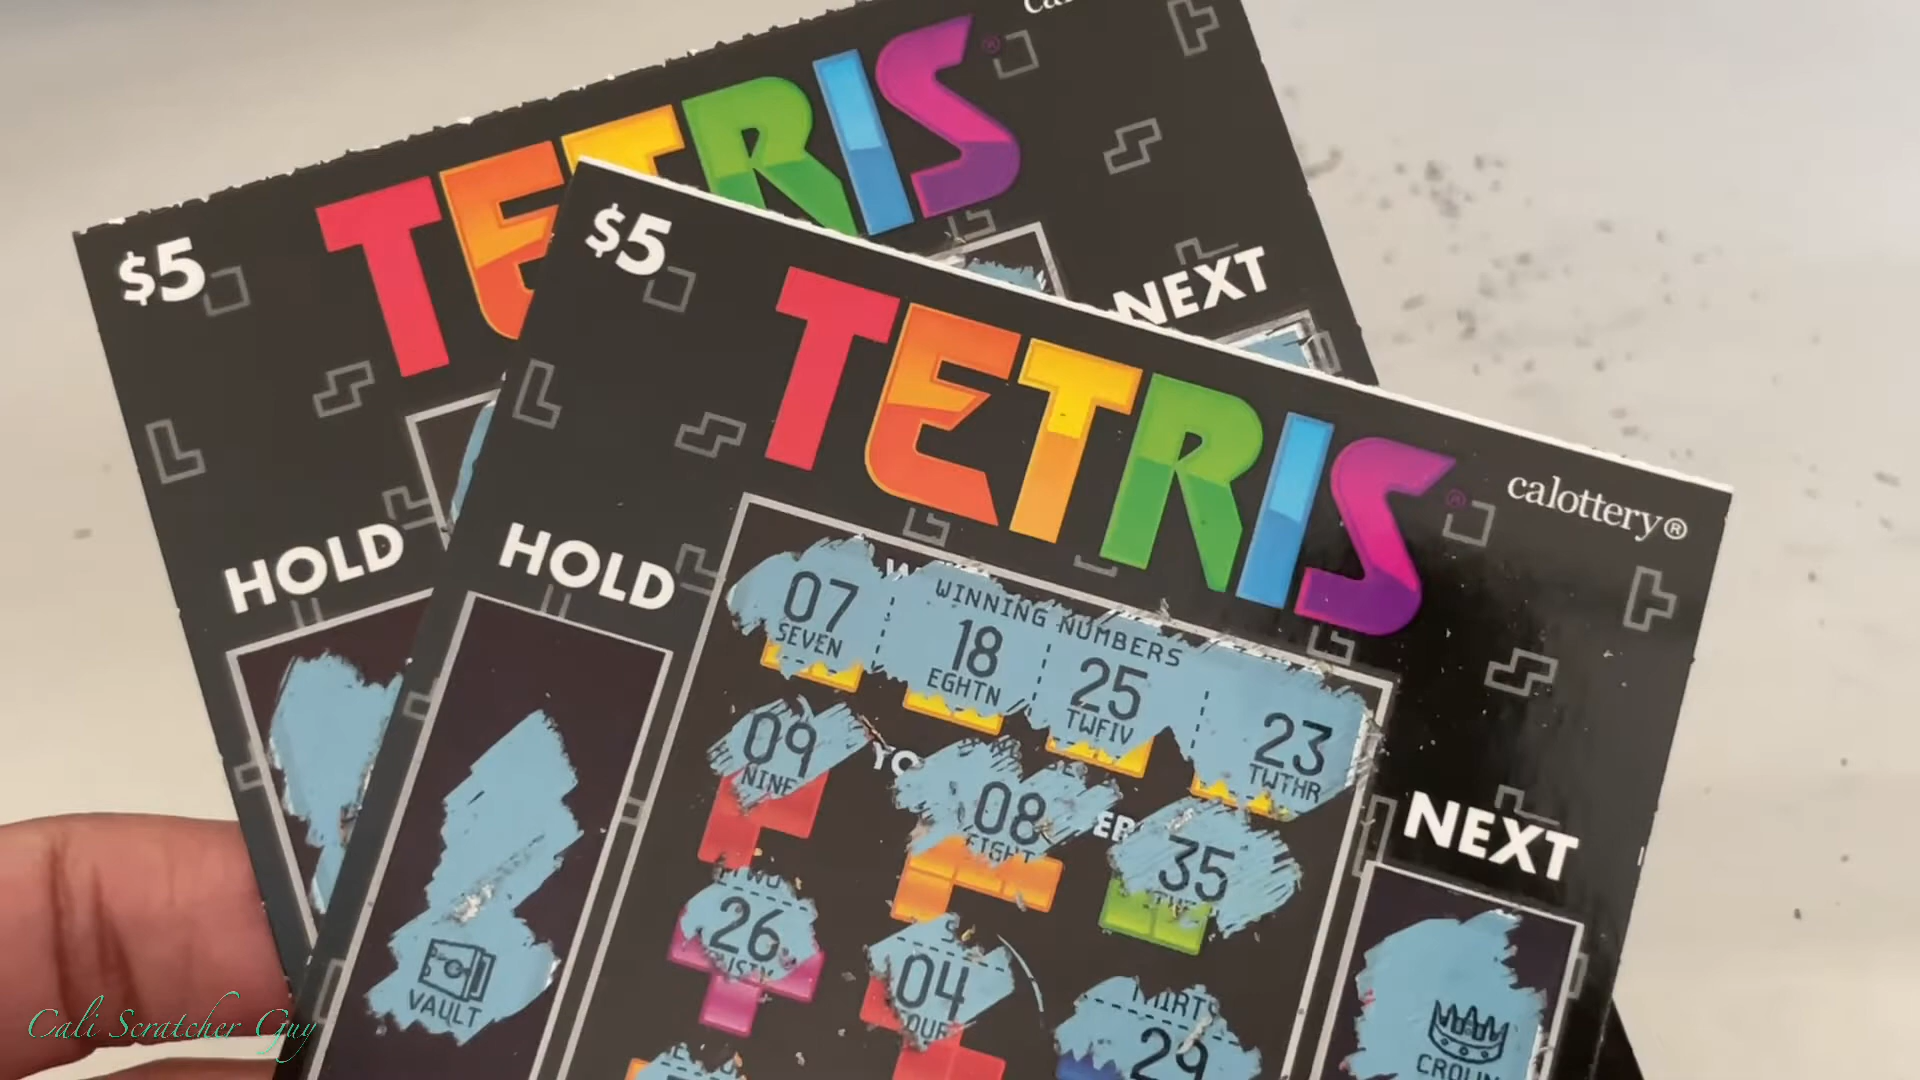 $5
TETRIS®
NEXT
HOLD
$5
TETRIS®
calottery®
HOLD
WINNING NUMBERS
07
SEVEN
18
EGHTN
25
TWFIV
23
TWTHR
NEXT
09
NINE
08
EIGHT
35
26
04
29
VAULT
CROWN
Cali Scratcher Guy